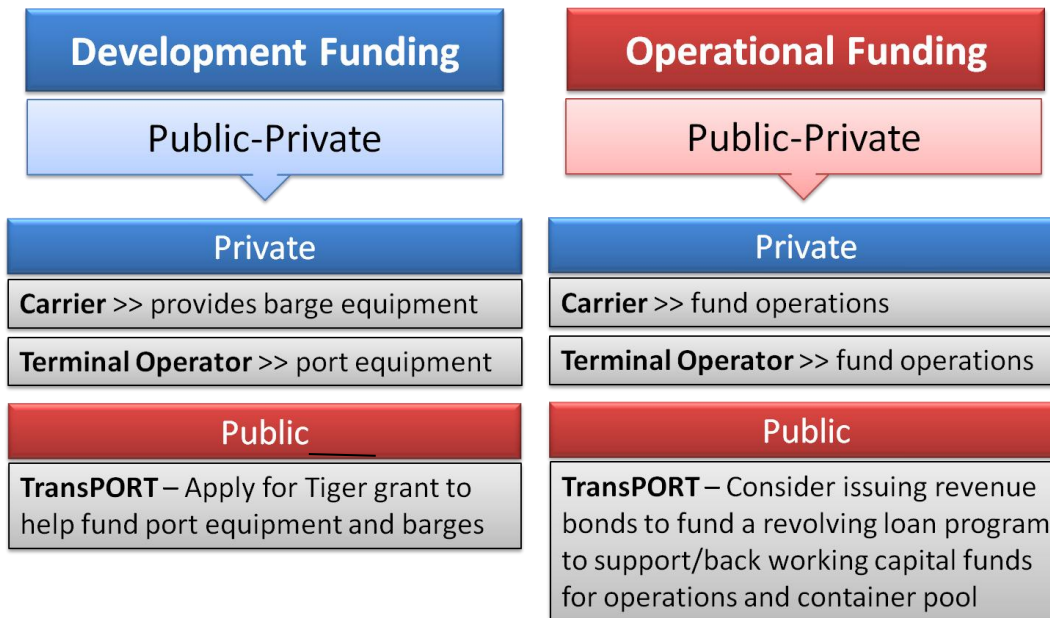 Development Funding
Public-Private
Private
Carrier >> provides barge equipment
Terminal Operator >> port equipment
Public
TransPORT – Apply for Tiger grant to
help fund port equipment and barges
Operational Funding
Public-Private
Private
Carrier >> fund operations
Terminal Operator >> fund operations
Public
TransPORT – Consider issuing revenue
bonds to fund a revolving loan program
to support/back working capital funds
for operations and container pool